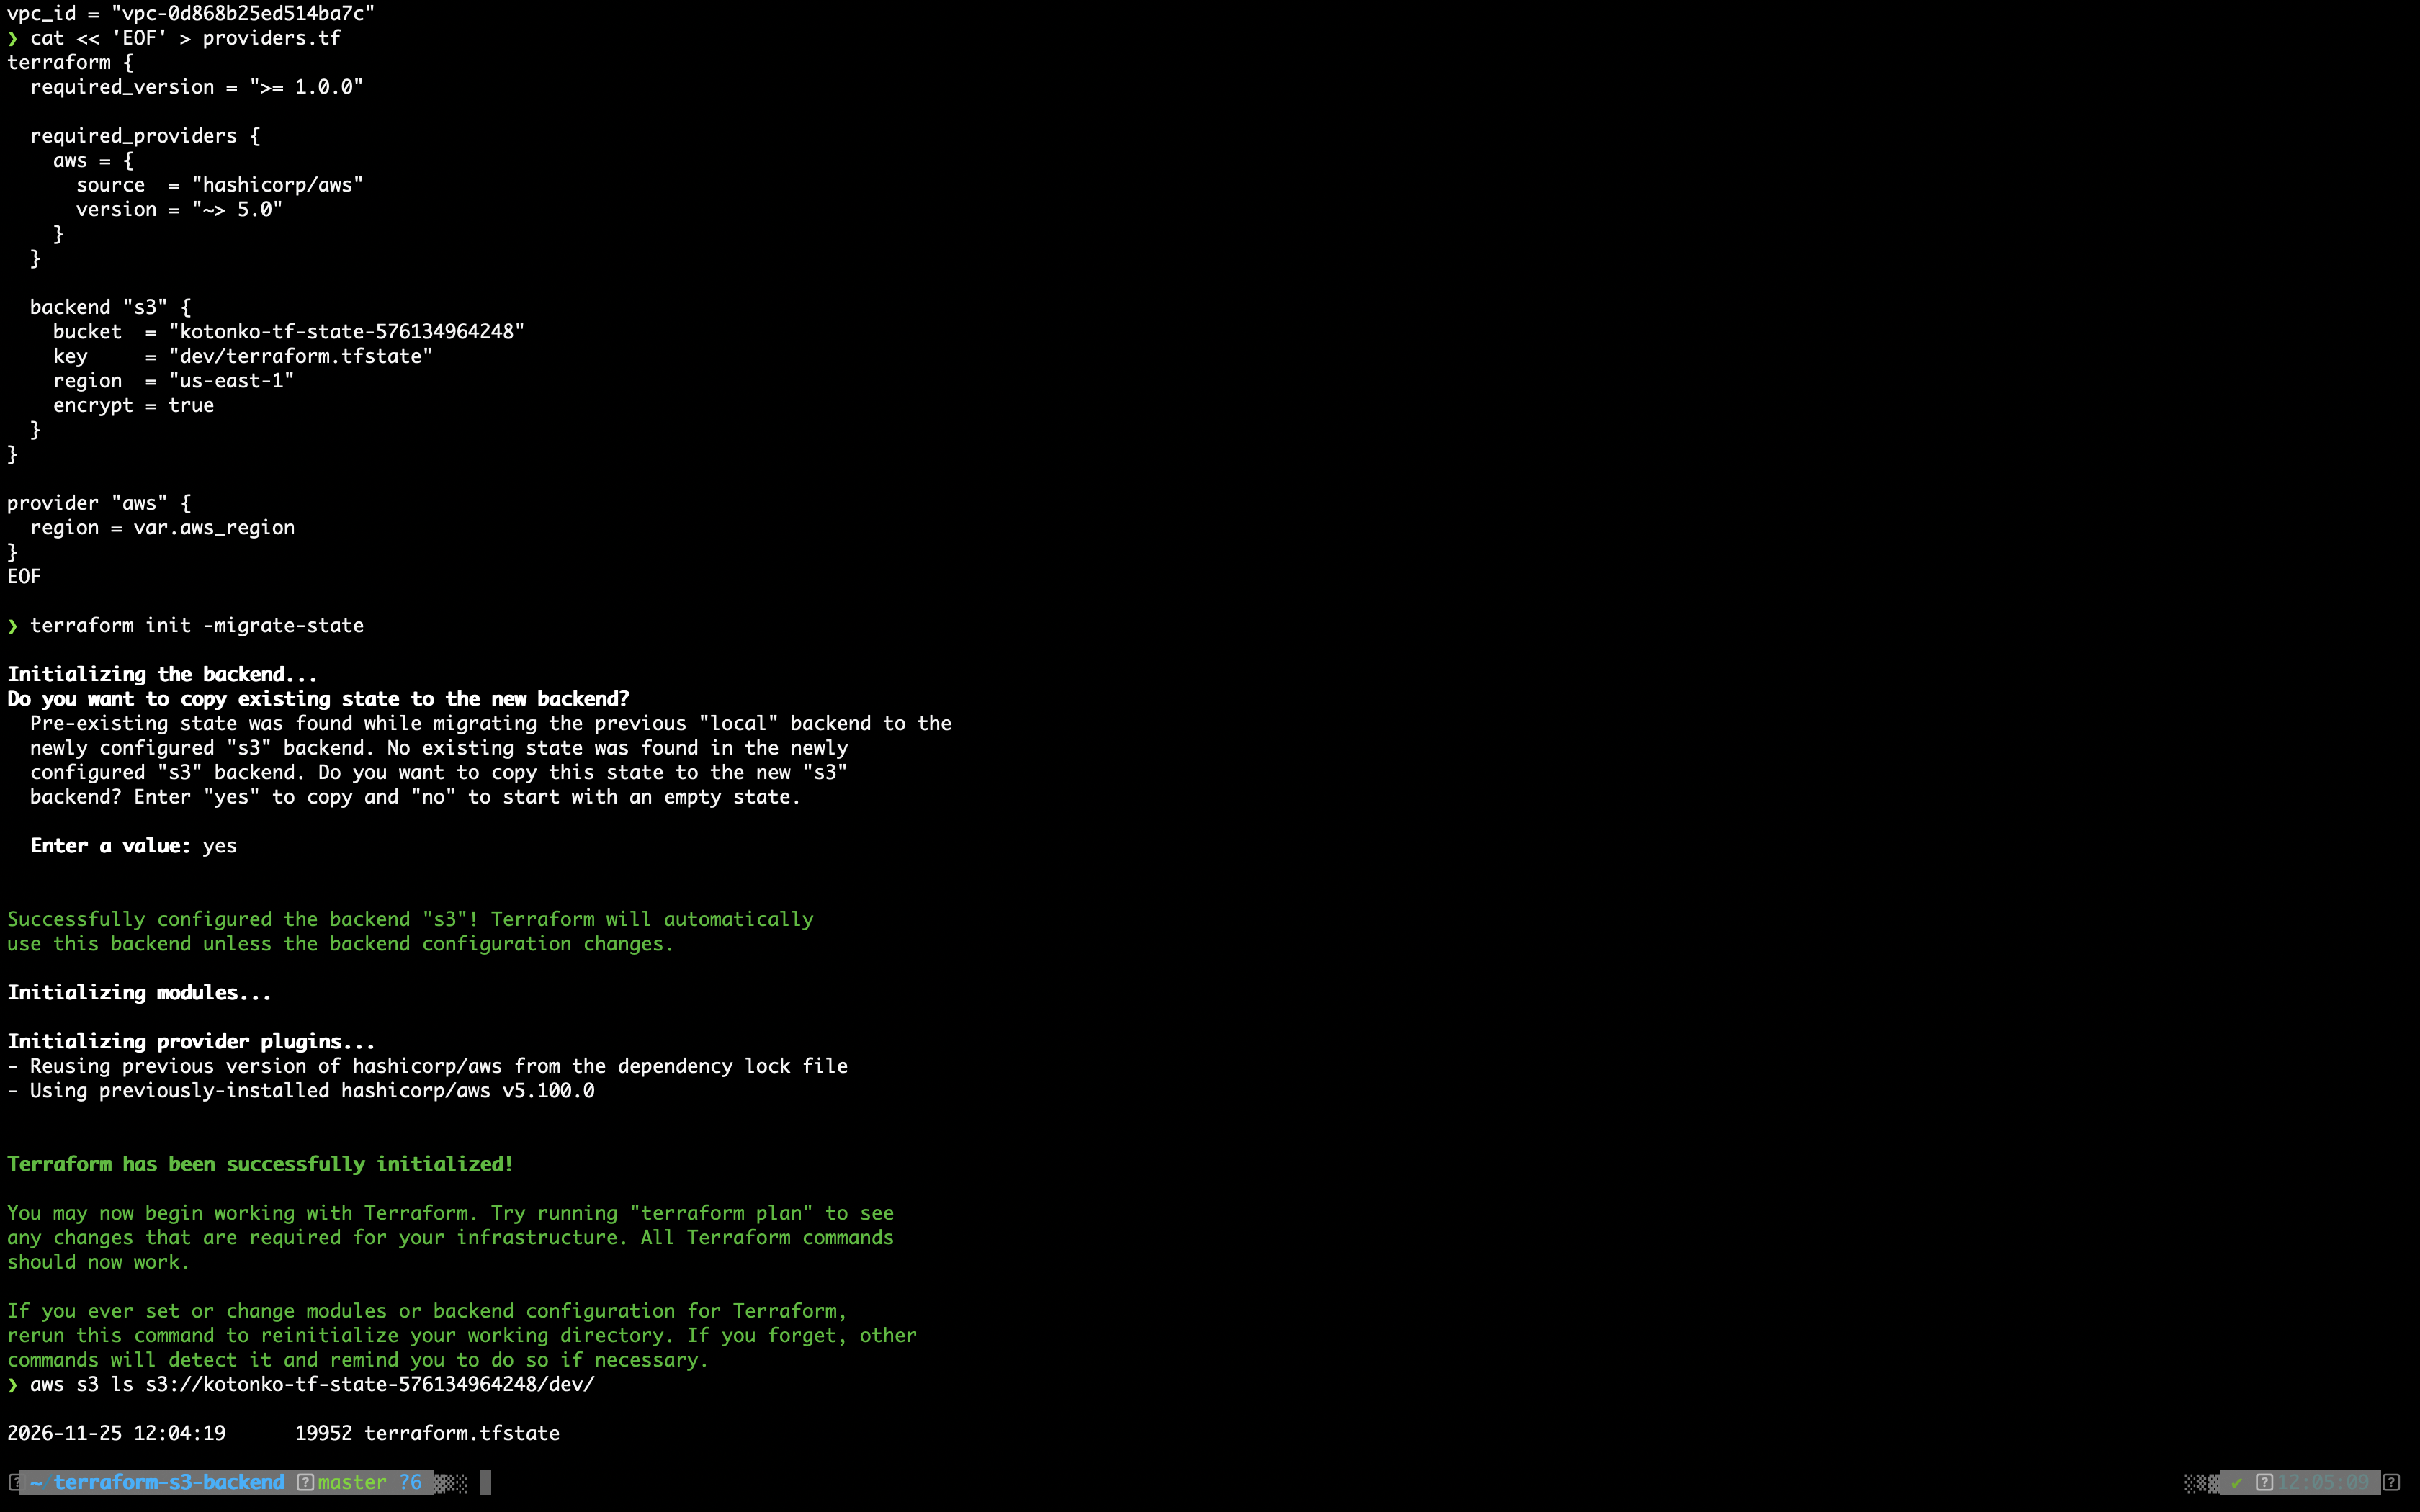 vpc_id = "vpc-0d868b25ed514ba7c"
❯ cat << 'EOF' > providers.tf
terraform {
  required_version = ">= 1.0.0"

  required_providers {
    aws = {
      source  = "hashicorp/aws"
      version = "~> 5.0"
    }
  }

  backend "s3" {
    bucket  = "kotonko-tf-state-576134964248"
    key     = "dev/terraform.tfstate"
    region  = "us-east-1"
    encrypt = true
  }
}

provider "aws" {
  region = var.aws_region
}
EOF

❯ terraform init -migrate-state

Initializing the backend...
Do you want to copy existing state to the new backend?
  Pre-existing state was found while migrating the previous "local" backend to the
  newly configured "s3" backend. No existing state was found in the newly
  configured "s3" backend. Do you want to copy this state to the new "s3"
  backend? Enter "yes" to copy and "no" to start with an empty state.

  Enter a value: yes


Successfully configured the backend "s3"! Terraform will automatically
use this backend unless the backend configuration changes.

Initializing modules...

Initializing provider plugins...
- Reusing previous version of hashicorp/aws from the dependency lock file
- Using previously-installed hashicorp/aws v5.100.0


Terraform has been successfully initialized!

You may now begin working with Terraform. Try running "terraform plan" to see
any changes that are required for your infrastructure. All Terraform commands
should now work.

If you ever set or change modules or backend configuration for Terraform,
rerun this command to reinitialize your working directory. If you forget, other
commands will detect it and remind you to do so if necessary.
❯ aws s3 ls s3://kotonko-tf-state-576134964248/dev/

2026-11-25 12:04:19      19952 terraform.tfstate

~/terraform-s3-backend master ?6 ✔ 12:05:09